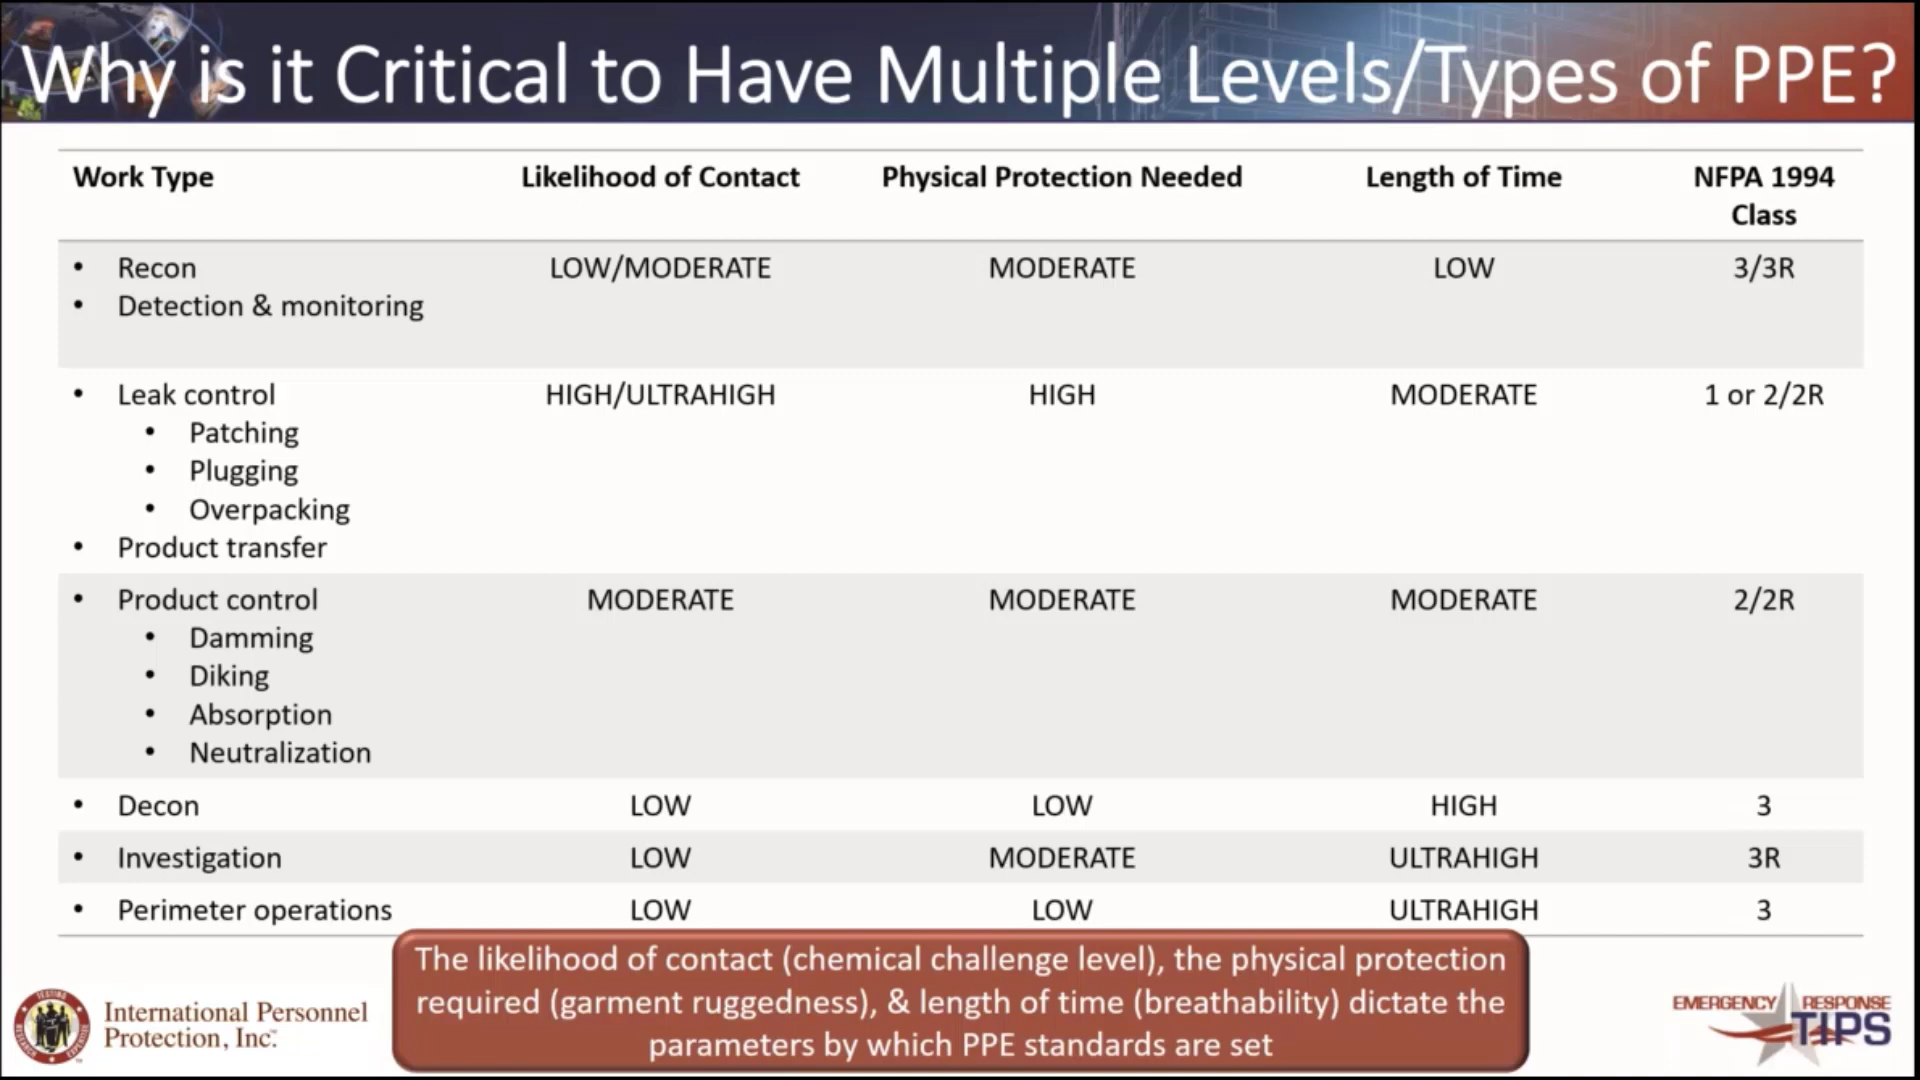 Why is it Critical to Have Multiple Levels/Types of PPE?
Work Type Likelihood of Contact Physical Protection Needed Length of Time NFPA 1994
Class
• Recon LOW/MODERATE MODERATE LOW 3/3R
• Detection & monitoring
• Leak control HIGH/ULTRAHIGH HIGH MODERATE 1 or 2/2R
• Patching
• Plugging
• Overpacking
• Product transfer
• Product control MODERATE MODERATE MODERATE 2/2R
• Damming
• Diking
• Absorption
• Neutralization
• Decon LOW LOW HIGH 3
• Investigation LOW MODERATE ULTRAHIGH 3R
• Perimeter operations LOW LOW ULTRAHIGH 3
The likelihood of contact (chemical challenge level), the physical protection
required (garment ruggedness), & length of time (breathability) dictate the
parameters by which PPE standards are set
TESTING
RESEARCH
EXPERTISE
International Personnel
Protection, Inc.
EMERGENCY RESPONSE
TIPS